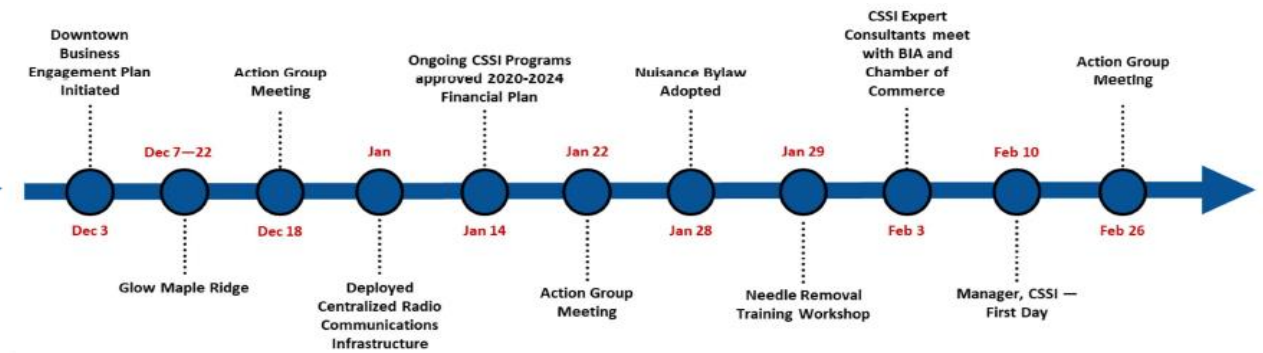 Downtown
Business
Engagement Plan
Initiated
Dec 3
Dec 7—22
Glow Maple Ridge
Action Group
Meeting
Dec 18
Jan
Deployed
Centralized Radio
Communications
Infrastructure
Ongoing CSSI Programs
approved 2020-2024
Financial Plan
Jan 14
Jan 22
Action Group
Meeting
Nuisance Bylaw
Adopted
Jan 28
Jan 29
Needle Removal
Training Workshop
CSSI Expert
Consultants meet
with BIA and
Chamber of
Commerce
Feb 3
Feb 10
Manager, CSSI —
First Day
Action Group
Meeting
Feb 26